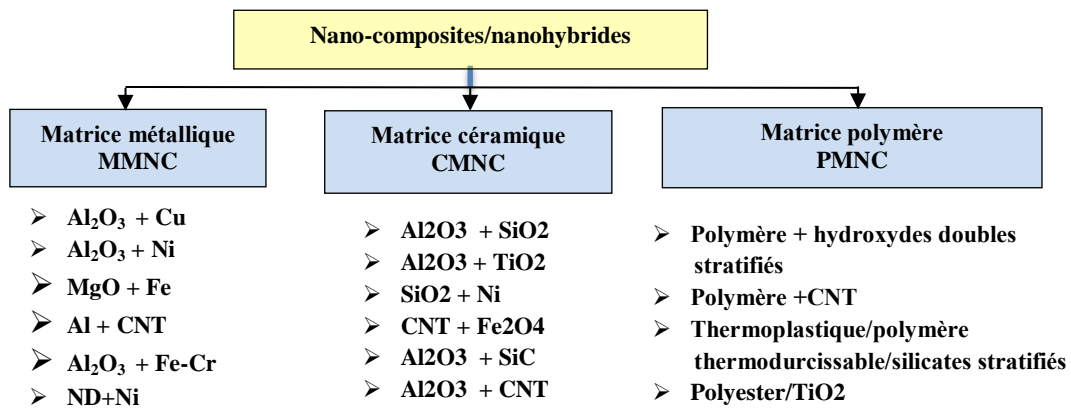 Nano-composites/nanohybrides
Matrice métallique
MMNC
Matrice céramique
CMNC
Matrice polymère
PMNC
➢ Al₂O₃ + Cu
➢ Al₂O₃ + Ni
➢ MgO + Fe
➢ Al + CNT
➢ Al₂O₃ + Fe-Cr
➢ ND+Ni
➢ Al2O3 + SiO2
➢ Al2O3 + TiO2
➢ SiO2 + Ni
➢ CNT + Fe2O4
➢ Al2O3 + SiC
➢ Al2O3 + CNT
➢ Polymère + hydroxydes doubles
stratifiés
➢ Polymère +CNT
➢ Thermoplastique/polymère
thermodurcissable/silicates stratifiés
➢ Polyester/TiO2